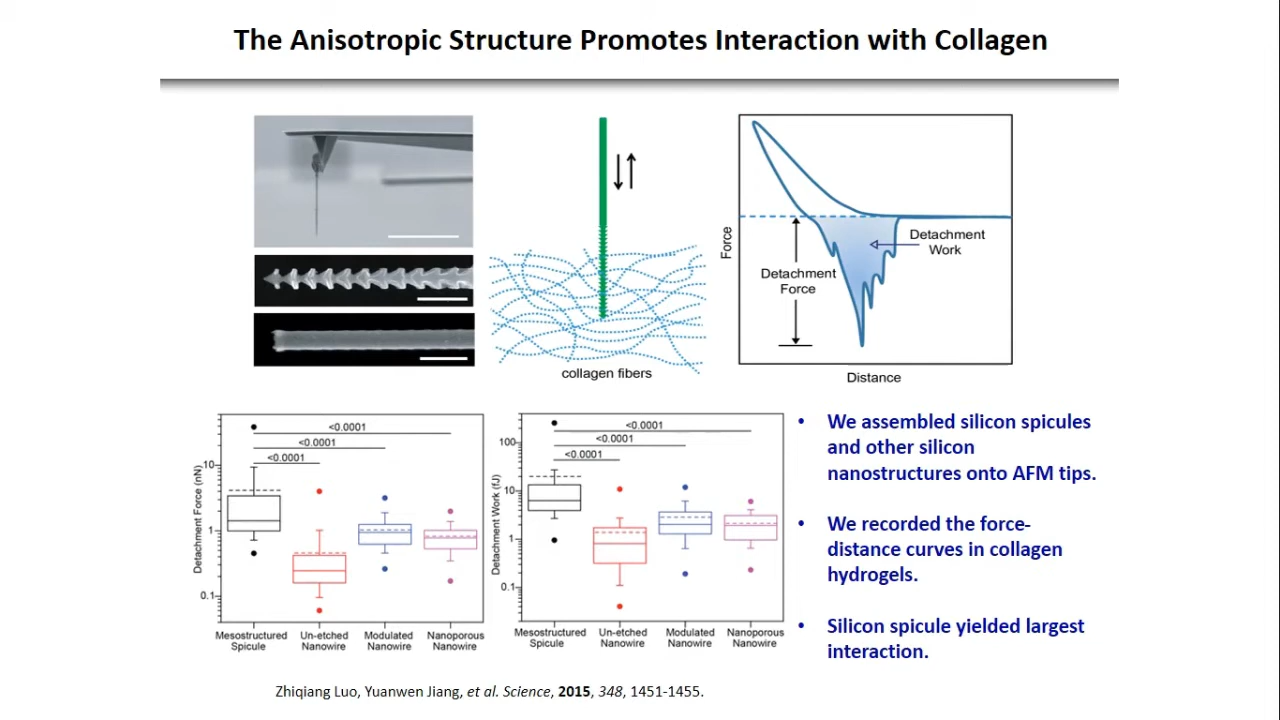 The Anisotropic Structure Promotes Interaction with Collagen
collagen fibers
Force
Detachment
Work
Detachment
Force
Distance
Detachment Force (nN)
10
1
0.1
<0.0001
<0.0001
<0.0001
Mesostructured
Spicule
Un-etched
Nanowire
Modulated
Nanowire
Nanoporous
Nanowire
Detachment Work (fJ)
100
10
1
0.1
<0.0001
<0.0001
<0.0001
Mesostructured
Spicule
Un-etched
Nanowire
Modulated
Nanowire
Nanoporous
Nanowire
• We assembled silicon spicules
and other silicon
nanostructures onto AFM tips.
• We recorded the force-
distance curves in collagen
hydrogels.
• Silicon spicule yielded largest
interaction.
Zhiqiang Luo, Yuanwen Jiang, et al. Science, 2015, 348, 1451-1455.